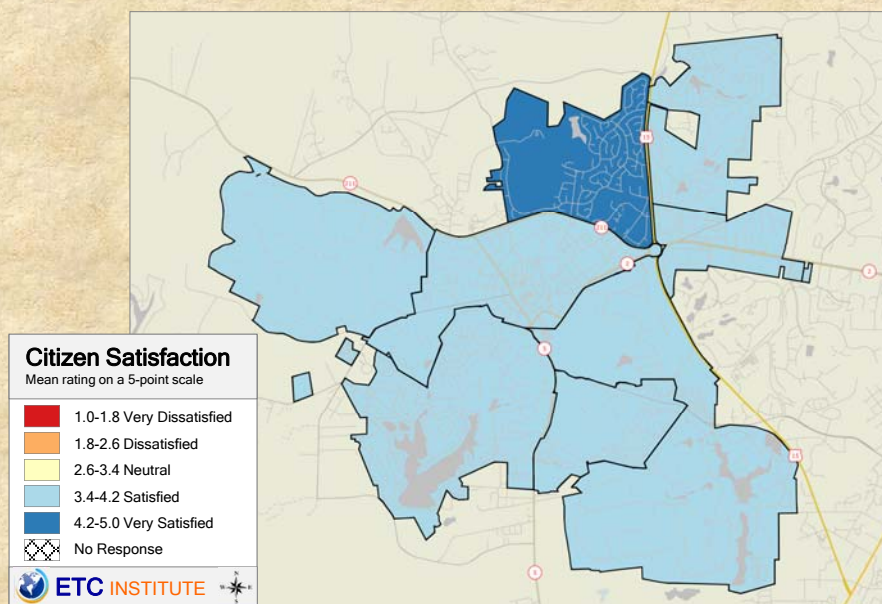 Citizen Satisfaction
Mean rating on a 5-point scale
1.0-1.8 Very Dissatisfied
1.8-2.6 Dissatisfied
2.6-3.4 Neutral
3.4-4.2 Satisfied
4.2-5.0 Very Satisfied
No Response
ETC INSTITUTE